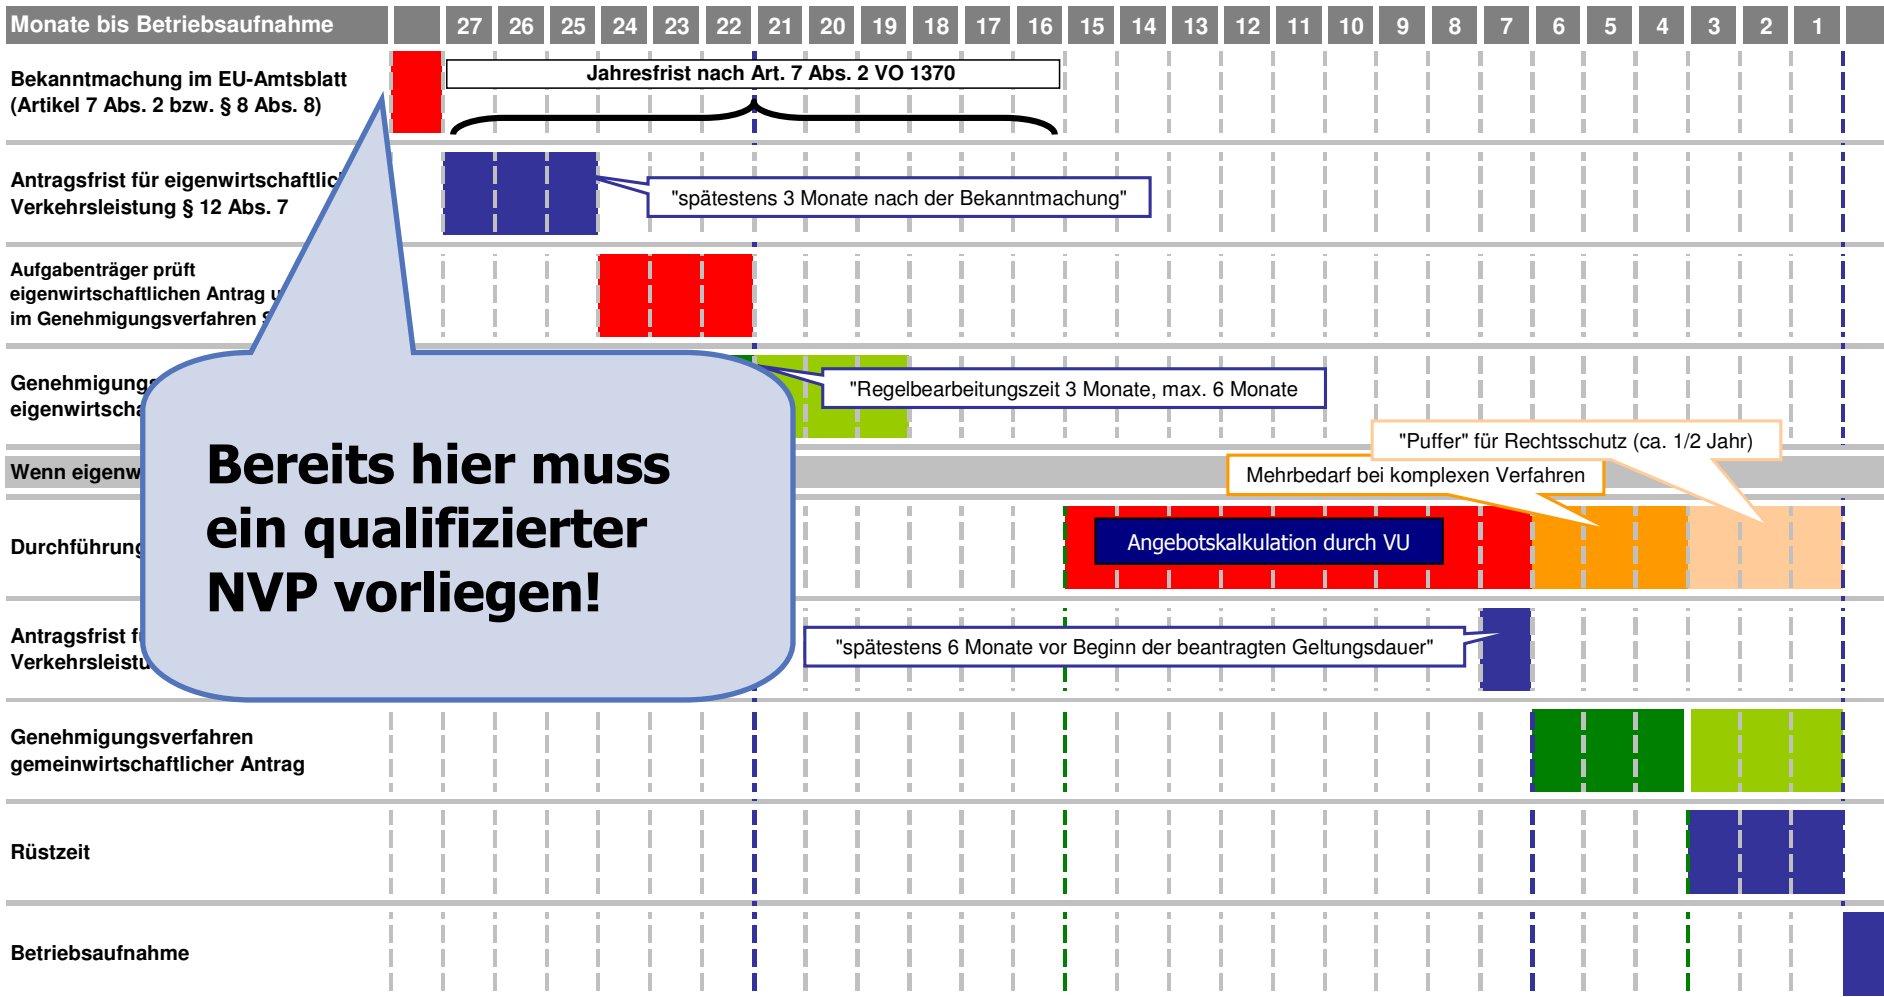 Monate bis Betriebsaufnahme 27 26 25 24 23 22 21 20 19 18 17 16 15 14 13 12 11 10 9 8 7 6 5 4 3 2 1
Bekanntmachung im EU-Amtsblatt
(Artikel 7 Abs. 2 bzw. § 8 Abs. 8)
Jahresfrist nach Art. 7 Abs. 2 VO 1370
Antragsfrist für eigenwirtschaftlic
Verkehrsleistung § 12 Abs. 7
"spätestens 3 Monate nach der Bekanntmachung"
Aufgabenträger prüft
eigenwirtschaftlichen Antrag
im Genehmigungsverfahren
Genehmigungs
eigenwirtscha
"Regelbearbeitungszeit 3 Monate, max. 6 Monate
Bereits hier muss
ein qualifizierter
NVP vorliegen!
"Puffer" für Rechtsschutz (ca. 1/2 Jahr)
Wenn eigenw
Mehrbedarf bei komplexen Verfahren
Durchführung
Angebotskalkulation durch VU
Antragsfrist f
Verkehrsleistu
"spätestens 6 Monate vor Beginn der beantragten Geltungsdauer"
Genehmigungsverfahren
gemeinwirtschaftlicher Antrag
Rüstzeit
Betriebsaufnahme